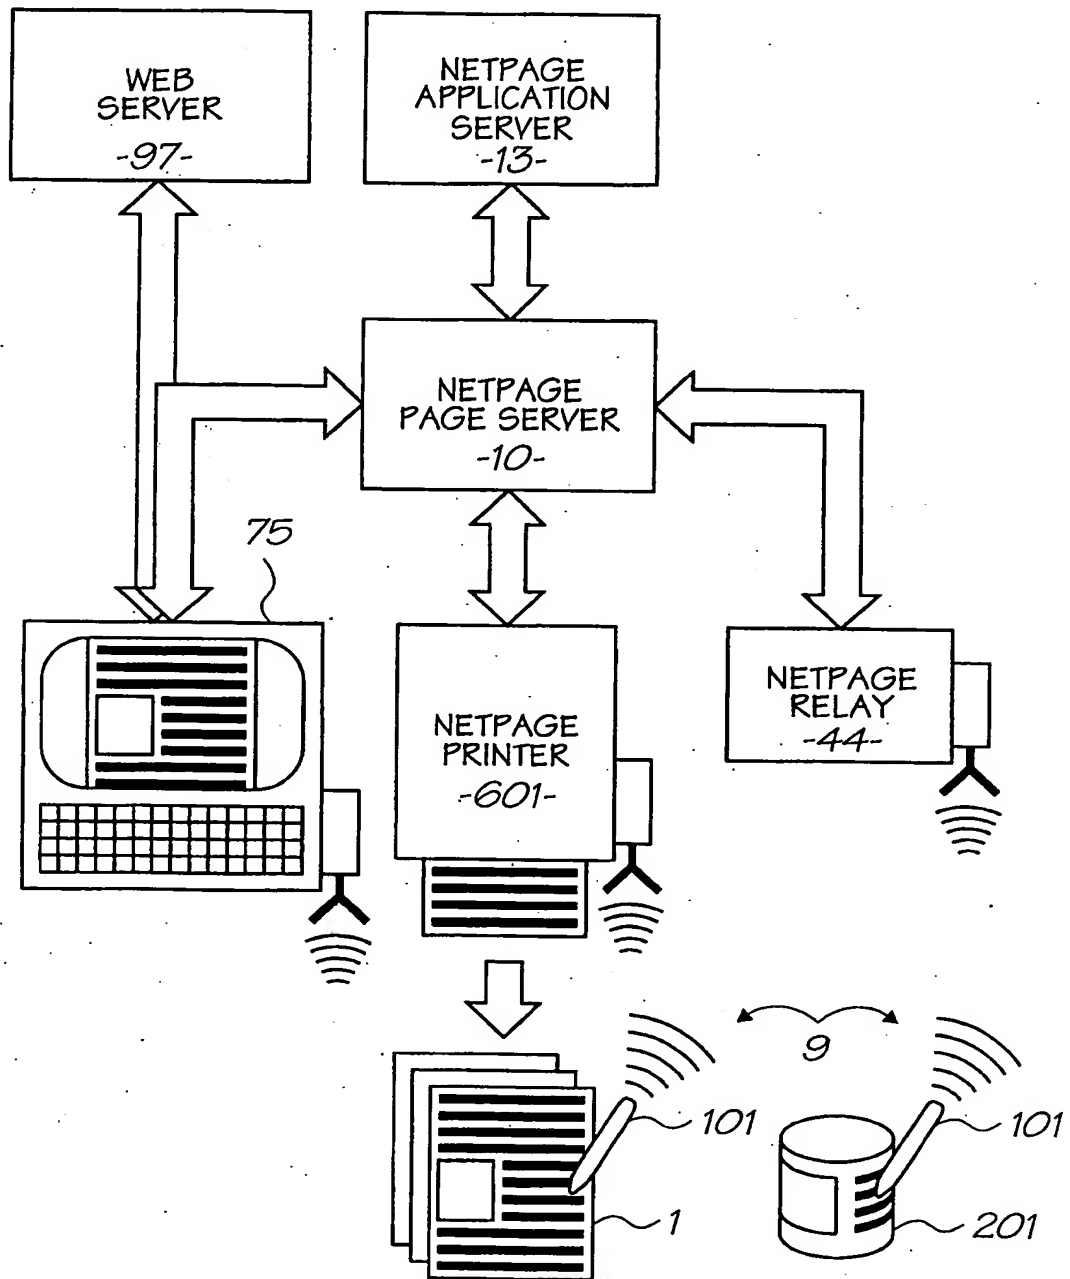 WEB
SERVER
-97-
NETPAGE
APPLICATION
SERVER
-13-
NETPAGE
PAGE SERVER
-10-
75
NETPAGE
PRINTER
-601-
NETPAGE
RELAY
-44-
9
101
101
1
201